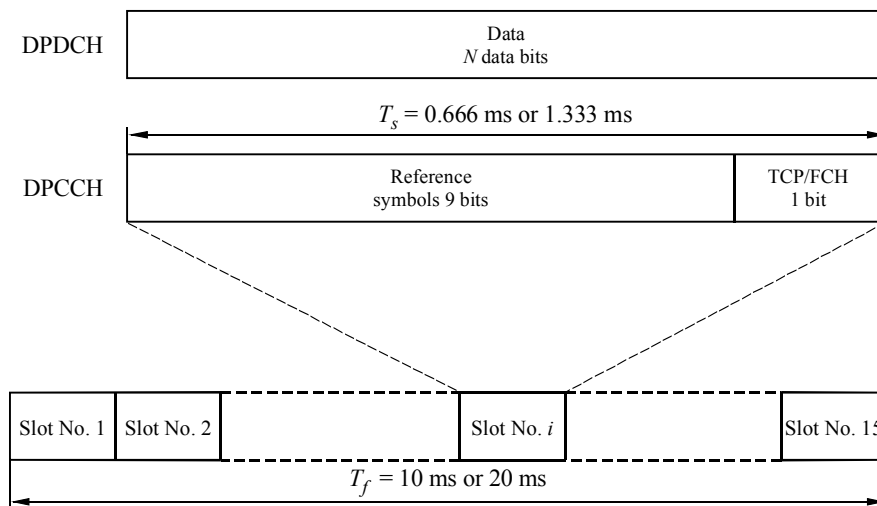 DPDCH
Data
N data bits
T_s = 0.666 ms or 1.333 ms
DPCCH
Reference
symbols 9 bits
TCP/FCH
1 bit
Slot No. 1
Slot No. 2
Slot No. i
Slot No. 15
T_f = 10 ms or 20 ms